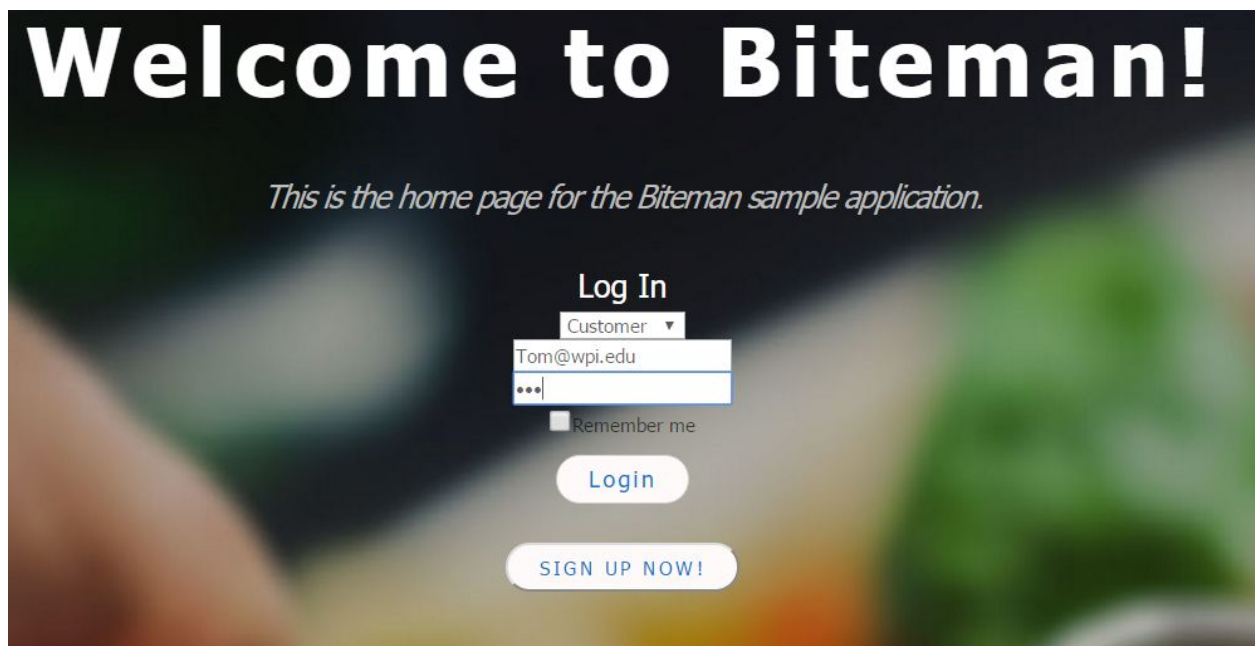 Welcome to Biteman!
This is the home page for the Biteman sample application.
Log In
Customer
Tom@wpi.edu
•••
Remember me
Login
SIGN UP NOW!